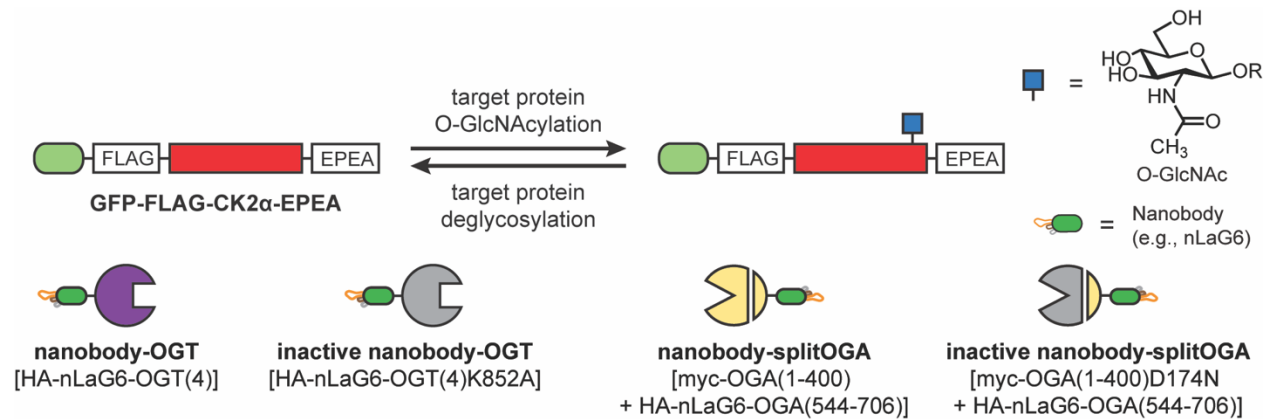 target protein
O-GlcNAcylation
FLAG
EPEA
GFP-FLAG-CK2α-EPEA
target protein
deglycosylation
FLAG
EPEA
=
OH
HO
O
HO
OR
NH
O
CH3
O-GlcNAc
= Nanobody
(e.g., nLaG6)
nanobody-OGT
[HA-nLaG6-OGT(4)]
inactive nanobody-OGT
[HA-nLaG6-OGT(4)K852A]
nanobody-splitOGA
[myc-OGA(1-400)
+ HA-nLaG6-OGA(544-706)]
inactive nanobody-splitOGA
[myc-OGA(1-400)D174N
+ HA-nLaG6-OGA(544-706)]